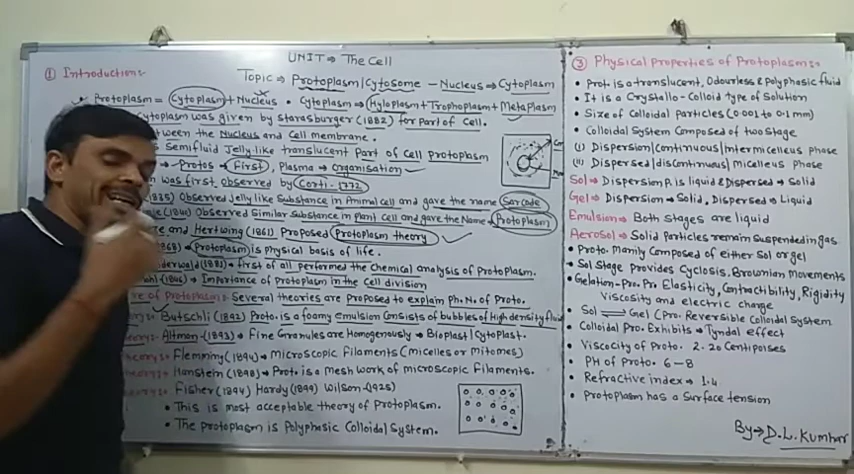 UNIT⇒ The Cell
① Introduction:-
Topic ⇒ Protoplasm/Cytosome - Nucleus ⇒ Cytoplasm
Protoplasm = Cytoplasm + Nucleus • Cytoplasm ⇒ Hyloplasm + Trophoplasm + Metaplasm
Cytoplasm was given by Starasburger (1882) for Part of Cell.
between the Nucleus and Cell membrane.
Semifluid Jelly like translucent Part of Cell Protoplasm
→ Protos → First, Plasma → organisation
was first observed by Corti-1772
(1835) Observed Jelly like Substance in Animal cell and gave the name Sarcode
(1840) Observed Similar Substance in Plant Cell and gave the Name Protoplasm
and Hertwing (1861) Proposed Protoplasm theory
1868) → Protoplasm is physical basis of life.
(1881) → first of all performed the Chemical analysis of Protoplasm.
(1846) → Importance of Protoplasm in the Cell division
of Protoplasm :- Several theories are proposed to explain Ph. N. of Proto.
Butschli (1892) Proto. is a foamy emulsion Consists of bubbles of High density fluid
Altman - 1893) → Fine Granules are Homogenously → Bioplast/Cytoplast.
Flemming (1894) → Microscopic Filaments (micelles or Mitomes)
Hanstein (1890) → Proto. is a mesh work of microscopic Filaments.
Fisher (1894) Hardy (1899) Wilson - (1925)
• This is most acceptable theory of Protoplasm.
• The Protoplasm is Polyphasic Colloidal System.
③ Physical Properties of Protoplasm:-
• Prot. is a translucent, Odourless & Polyphasic fluid
• It is a Crystallo-Colloid type of Solution
• Size of Colloidal Particles (0.001 to 0.1 mm)
• Colloidal System Composed of two stage
(i) Dispersion/Continuous/Intermicelleus phase
(ii) Dispersed/discontinuous/micelleus Phase
Sol ⇒ Dispersion P. is liquid & Dispersed → Solid
Gel ⇒ Dispersion → Solid, Dispersed → Liquid
Emulsion ⇒ Both stages are liquid
Aerosol ⇒ Solid Particles remain Suspended in gas
• Proto. mainly Composed of either Sol or gel
• Sol Stage Provides Cyclosis, Brownian Movements
• Gelation - Pro. Pr. Elasticity, Contractibility, Rigidity
Viscosity and electric charge
• Sol ⇌ Gel (Pro. Reversible Colloidal System
• Colloidal Pro. Exhibits → Tyndal effect
• Viscosity of Proto. 2-20 Centipoises
• PH of Proto. 6-8
• Refractive index → 1.4
• Protoplasm has a Surface tension
By → D.L. Kumhar